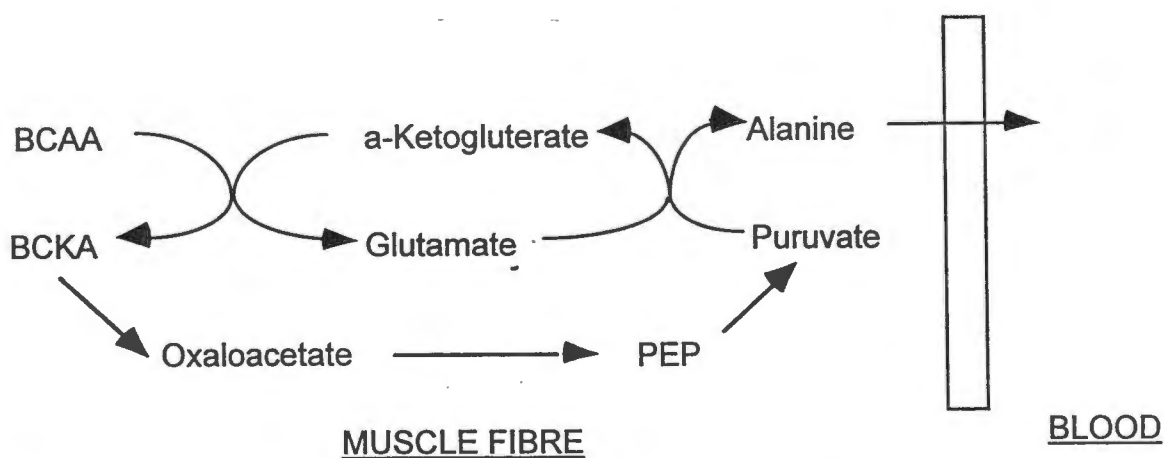 BCAA
a-Ketogluterate
Alanine
BCKA
Glutamate
Puruvate
Oxaloacetate
PEP
MUSCLE FIBRE
BLOOD